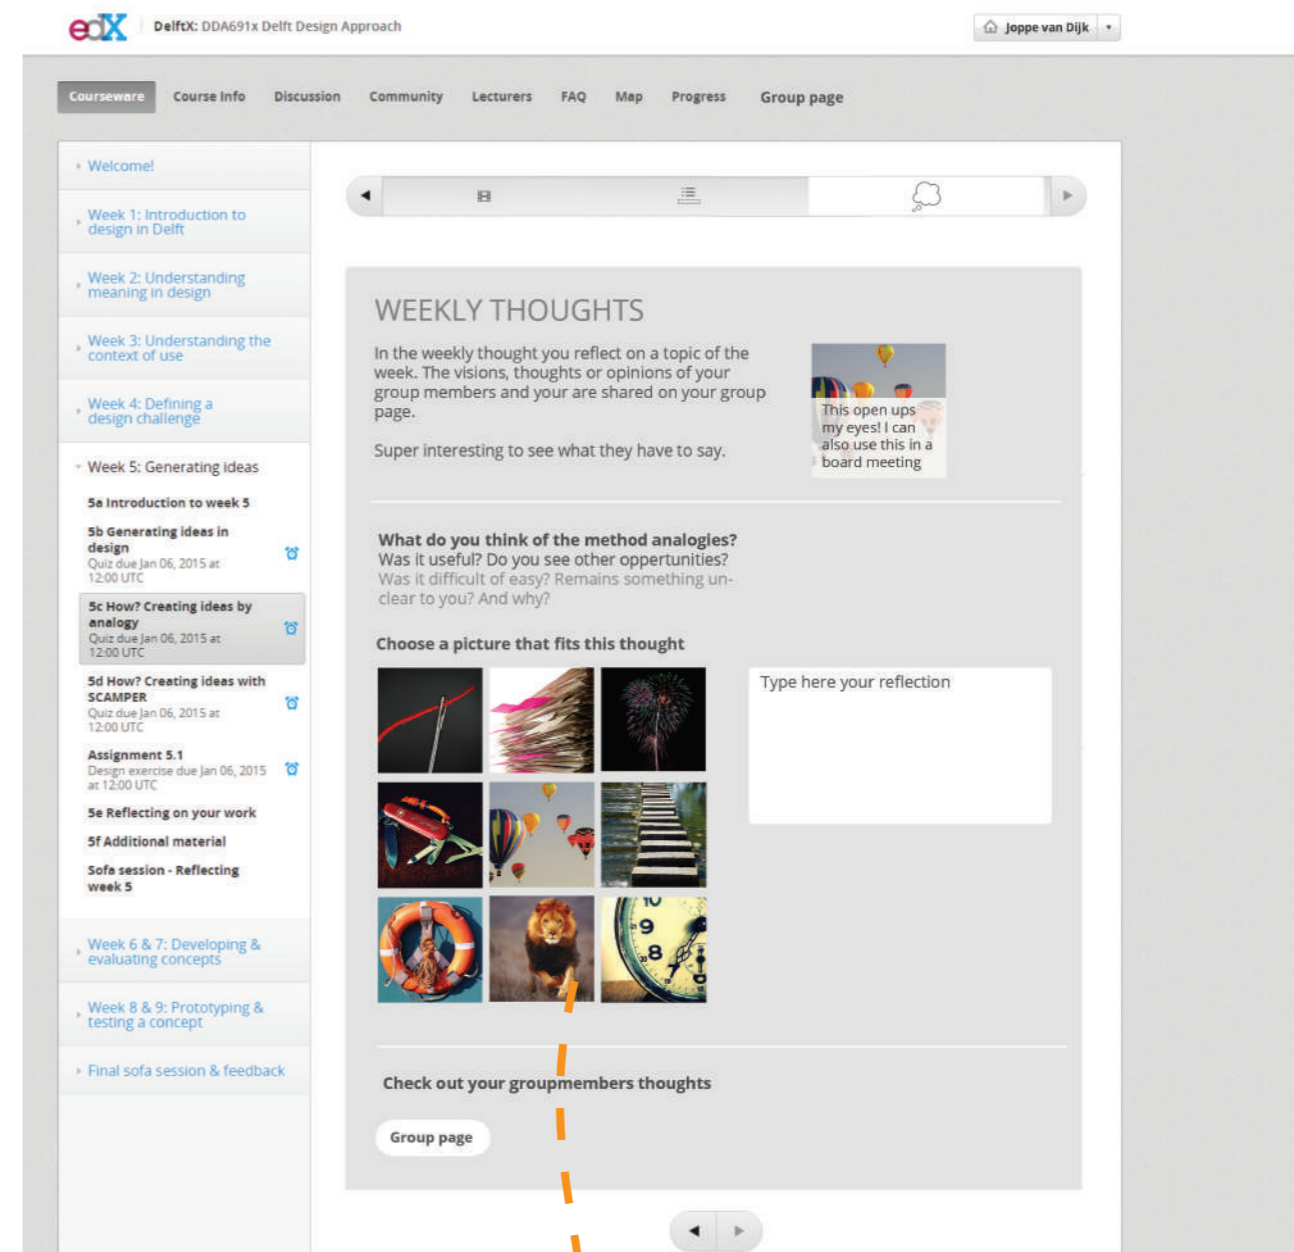 edX
DelftX: DDA691x Delft Design Approach
Joppe van Dijk
Courseware
Course Info
Discussion
Community
Lecturers
FAQ
Map
Progress
Group page
Welcome!
Week 1: Introduction to
design in Delft
Week 2: Understanding
meaning in design
Week 3: Understanding the
context of use
Week 4: Defining a
design challenge
Week 5: Generating ideas
5a Introduction to week 5
5b Generating ideas in
design
Quiz due Jan 06, 2015 at
12:00 UTC
5c How? Creating ideas by
analogy
Quiz due Jan 06, 2015 at
12:00 UTC
5d How? Creating ideas with
SCAMPER
Quiz due Jan 06, 2015 at
12:00 UTC
Assignment 5.1
Design exercise due Jan 06, 2015
at 12:00 UTC
5e Reflecting on your work
5f Additional material
Sofa session - Reflecting
week 5
Week 6 & 7: Developing &
evaluating concepts
Week 8 & 9: Prototyping &
testing a concept
Final sofa session & feedback
WEEKLY THOUGHTS
In the weekly thought you reflect on a topic of the
week. The visions, thoughts or opinions of your
group members and your are shared on your group
page.
Super interesting to see what they have to say.
This open ups
my eyes! I can
also use this in a
board meeting
What do you think of the method analogies?
Was it useful? Do you see other oppertunities?
Was it difficult of easy? Remains something un-
clear to you? And why?
Choose a picture that fits this thought
Type here your reflection
10
9
8
Check out your groupmembers thoughts
Group page